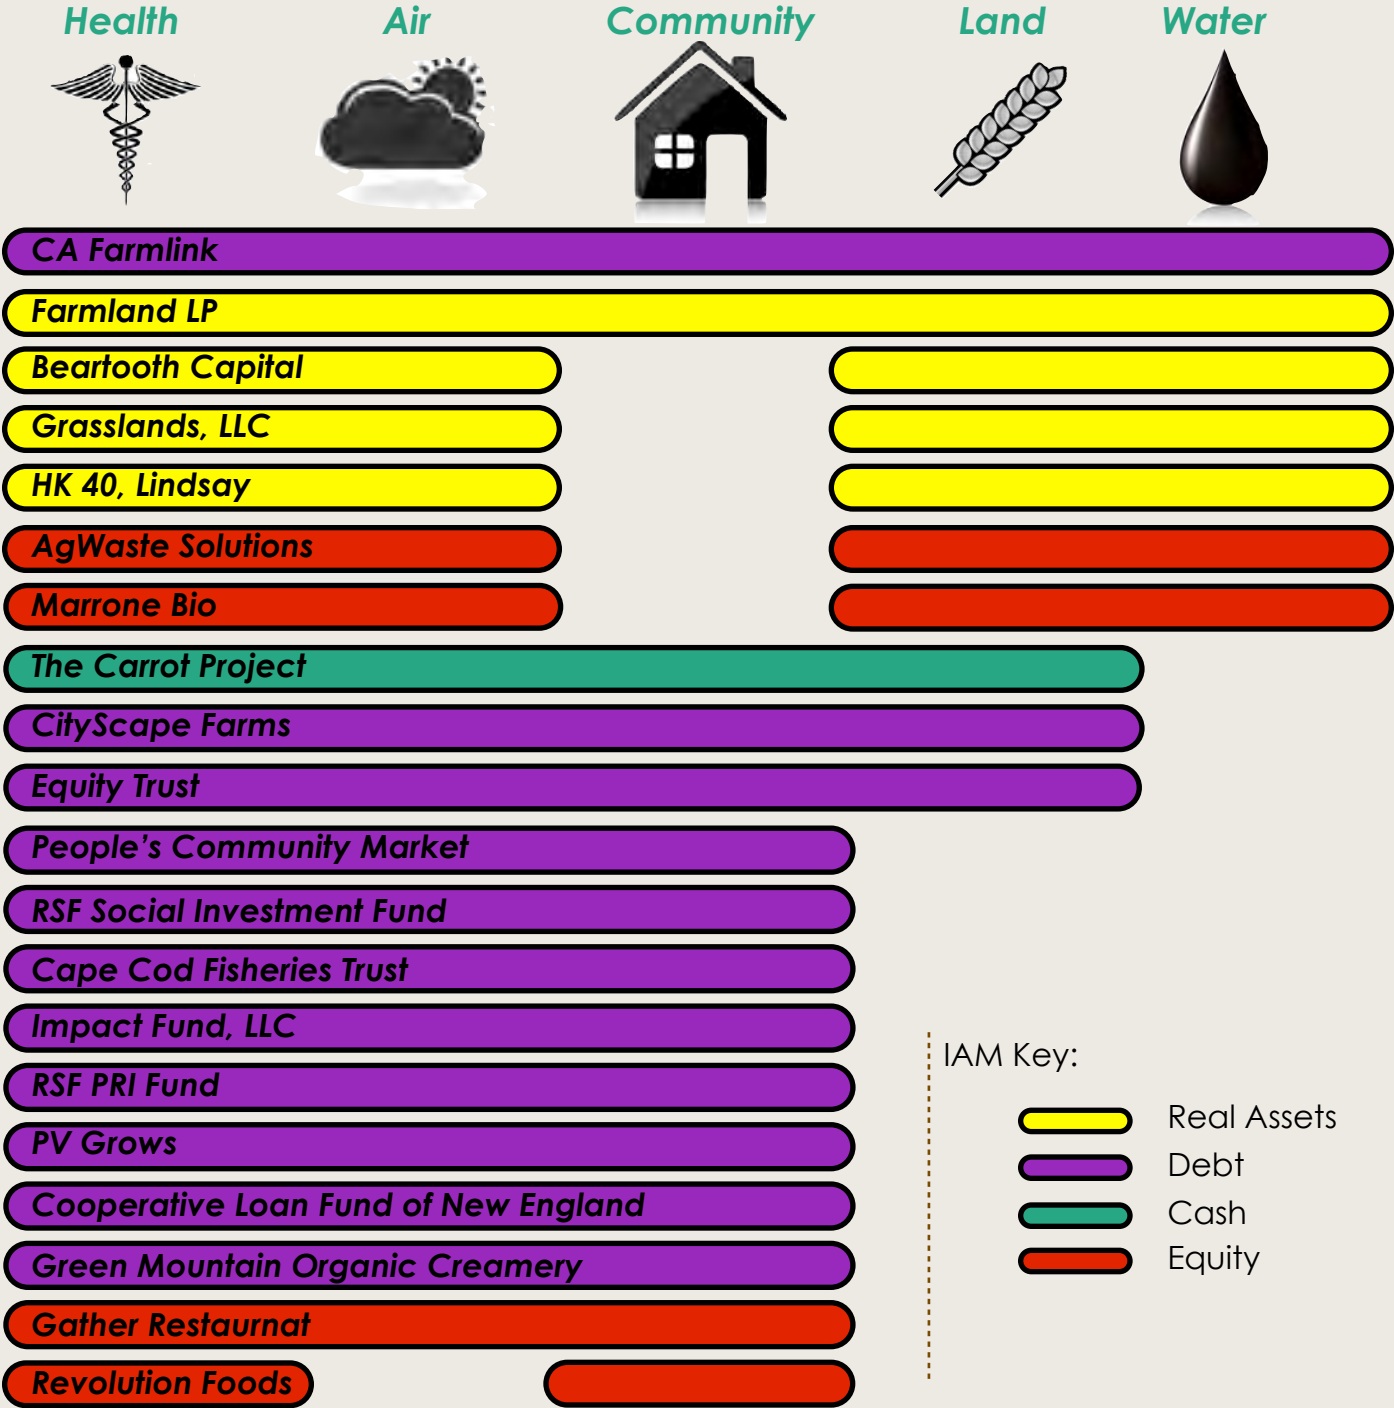 Health Air Community Land Water
CA Farmlink
Farmland LP
Beartooth Capital
Grasslands, LLC
HK 40, Lindsay
AgWaste Solutions
Marrone Bio
The Carrot Project
CityScape Farms
Equity Trust
People’s Community Market
RSF Social Investment Fund
Cape Cod Fisheries Trust
Impact Fund, LLC
RSF PRI Fund
PV Grows
Cooperative Loan Fund of New England
Green Mountain Organic Creamery
Gather Restaurnat
Revolution Foods
IAM Key:
Real Assets
Debt
Cash
Equity